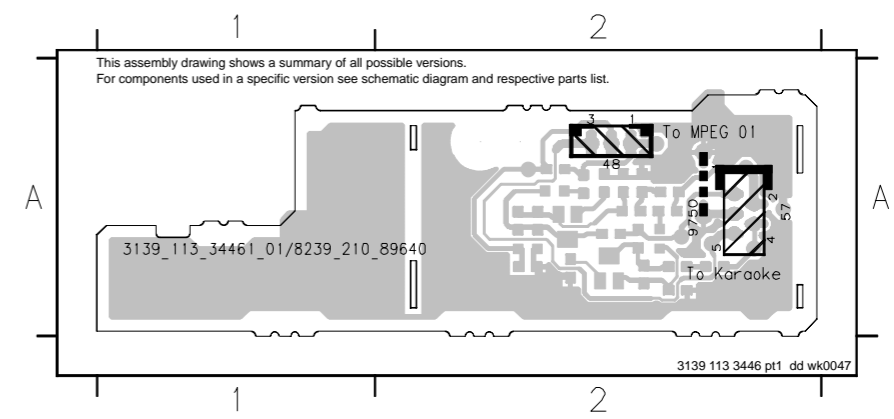 1 2
This assembly drawing shows a summary of all possible versions.
For components used in a specific version see schematic diagram and respective parts list.
3 1
To MPEG 01
48
A A
2
57
9750
5 4
3139_113_34461_01/8239_210_89640
To Karaoke
3139 113 3446 pt1 dd wk0047
1 2